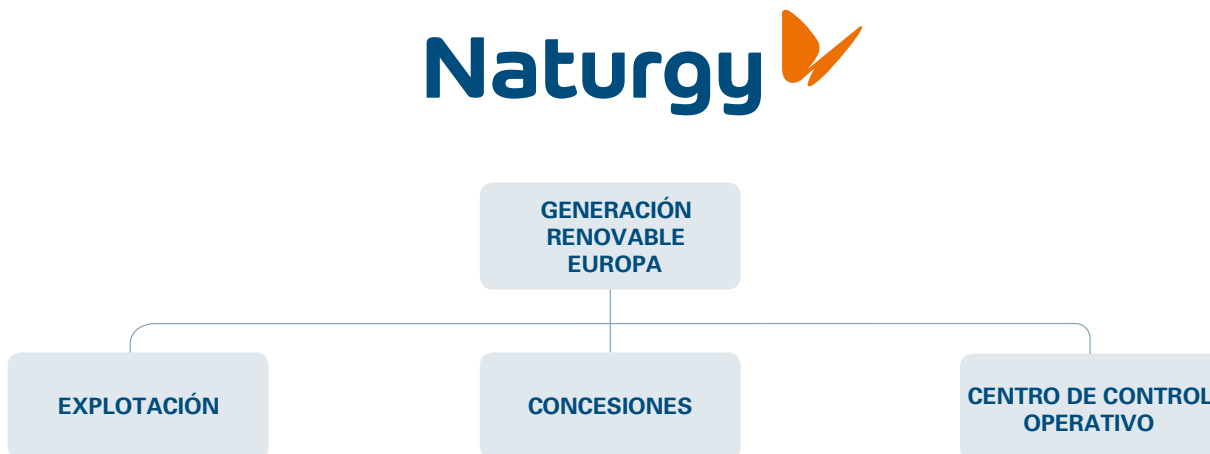 Naturgy
GENERACIÓN
RENOVABLE
EUROPA
EXPLOTACIÓN
CONCESIONES
CENTRO DE CONTROL
OPERATIVO